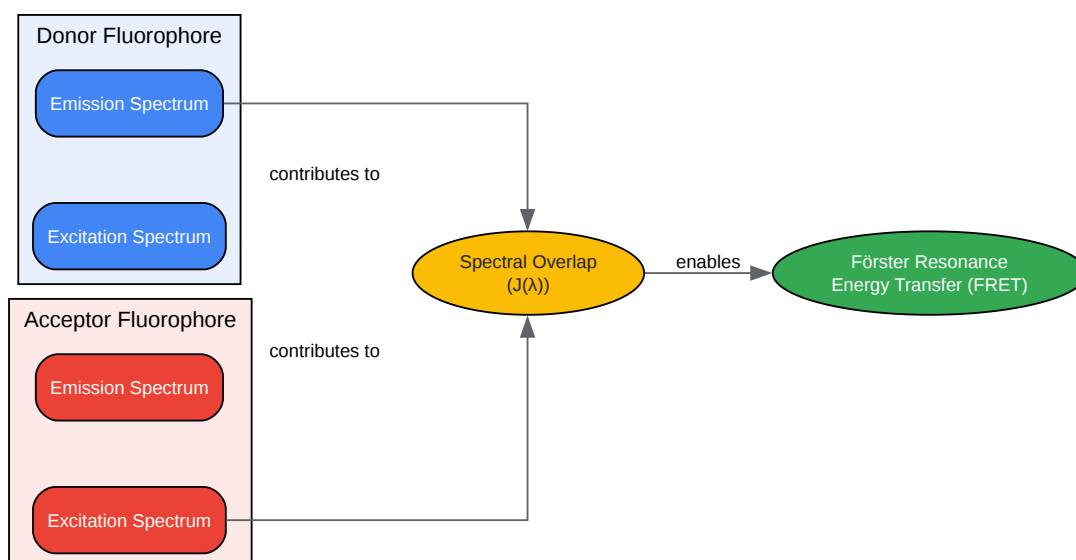 Donor Fluorophore
Emission Spectrum
contributes to
Excitation Spectrum
Spectral Overlap
(J(λ))
enables
Förster Resonance
Energy Transfer (FRET)
Acceptor Fluorophore
contributes to
Emission Spectrum
Excitation Spectrum